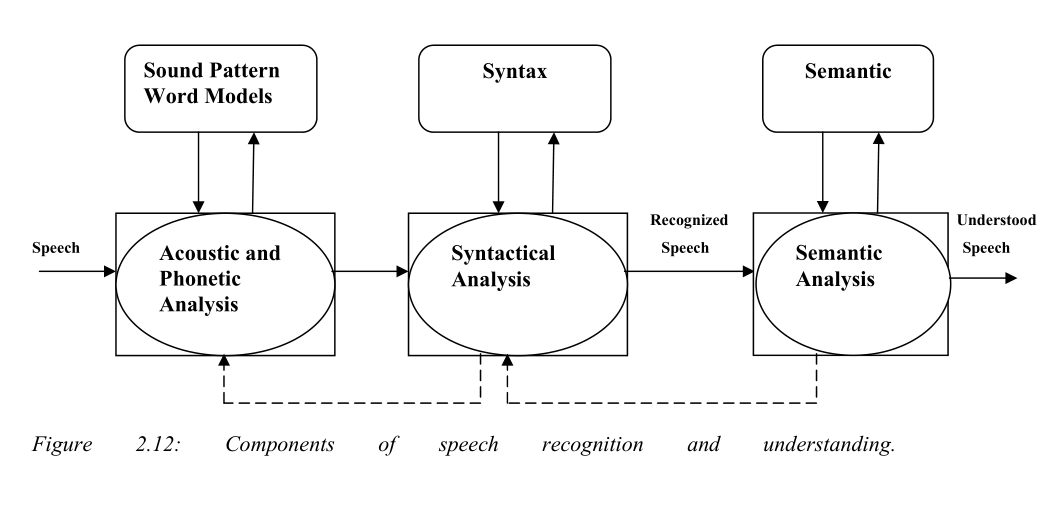 Sound Pattern
Word Models
Syntax
Semantic
Speech
Acoustic and
Phonetic
Analysis
Syntactical
Analysis
Recognized
Speech
Semantic
Analysis
Understood
Speech
Figure 2.12: Components of speech recognition and understanding.